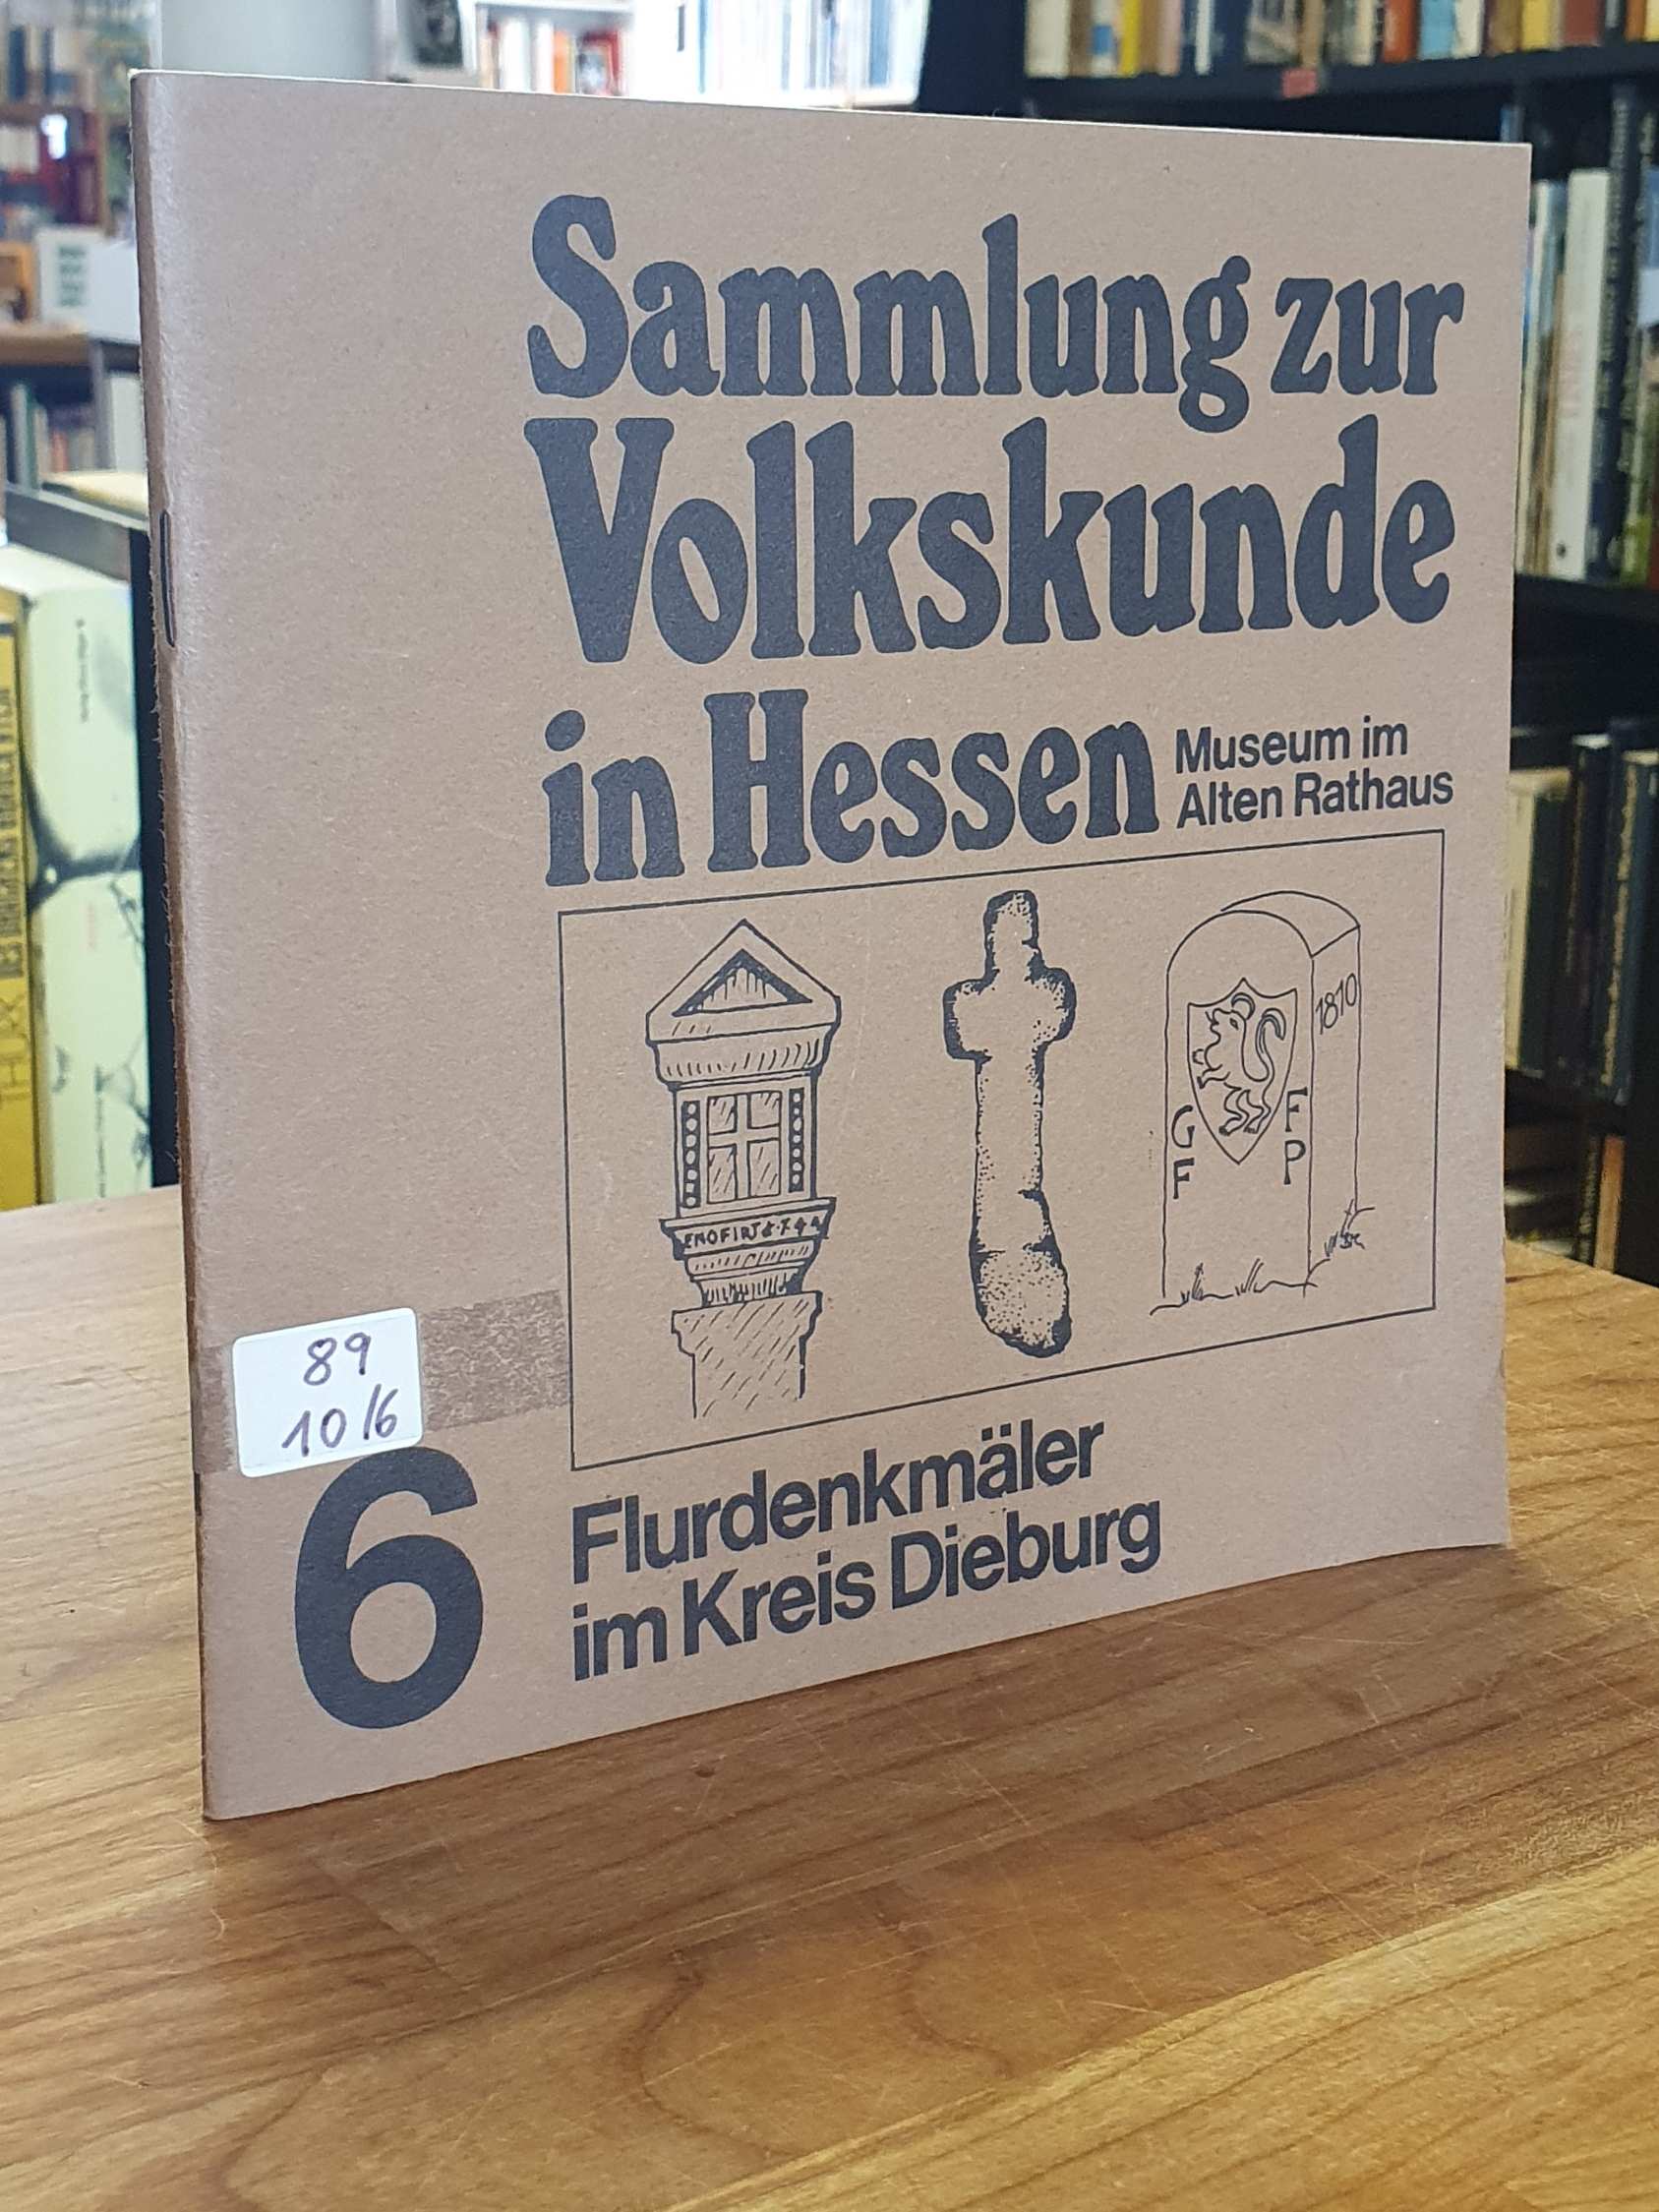 Sammlung zur
Volkskunde
in Hessen
Museum im
Alten Rathaus
1810
G F
F P
89
10/6
6
Flurdenkmäler
im Kreis Dieburg